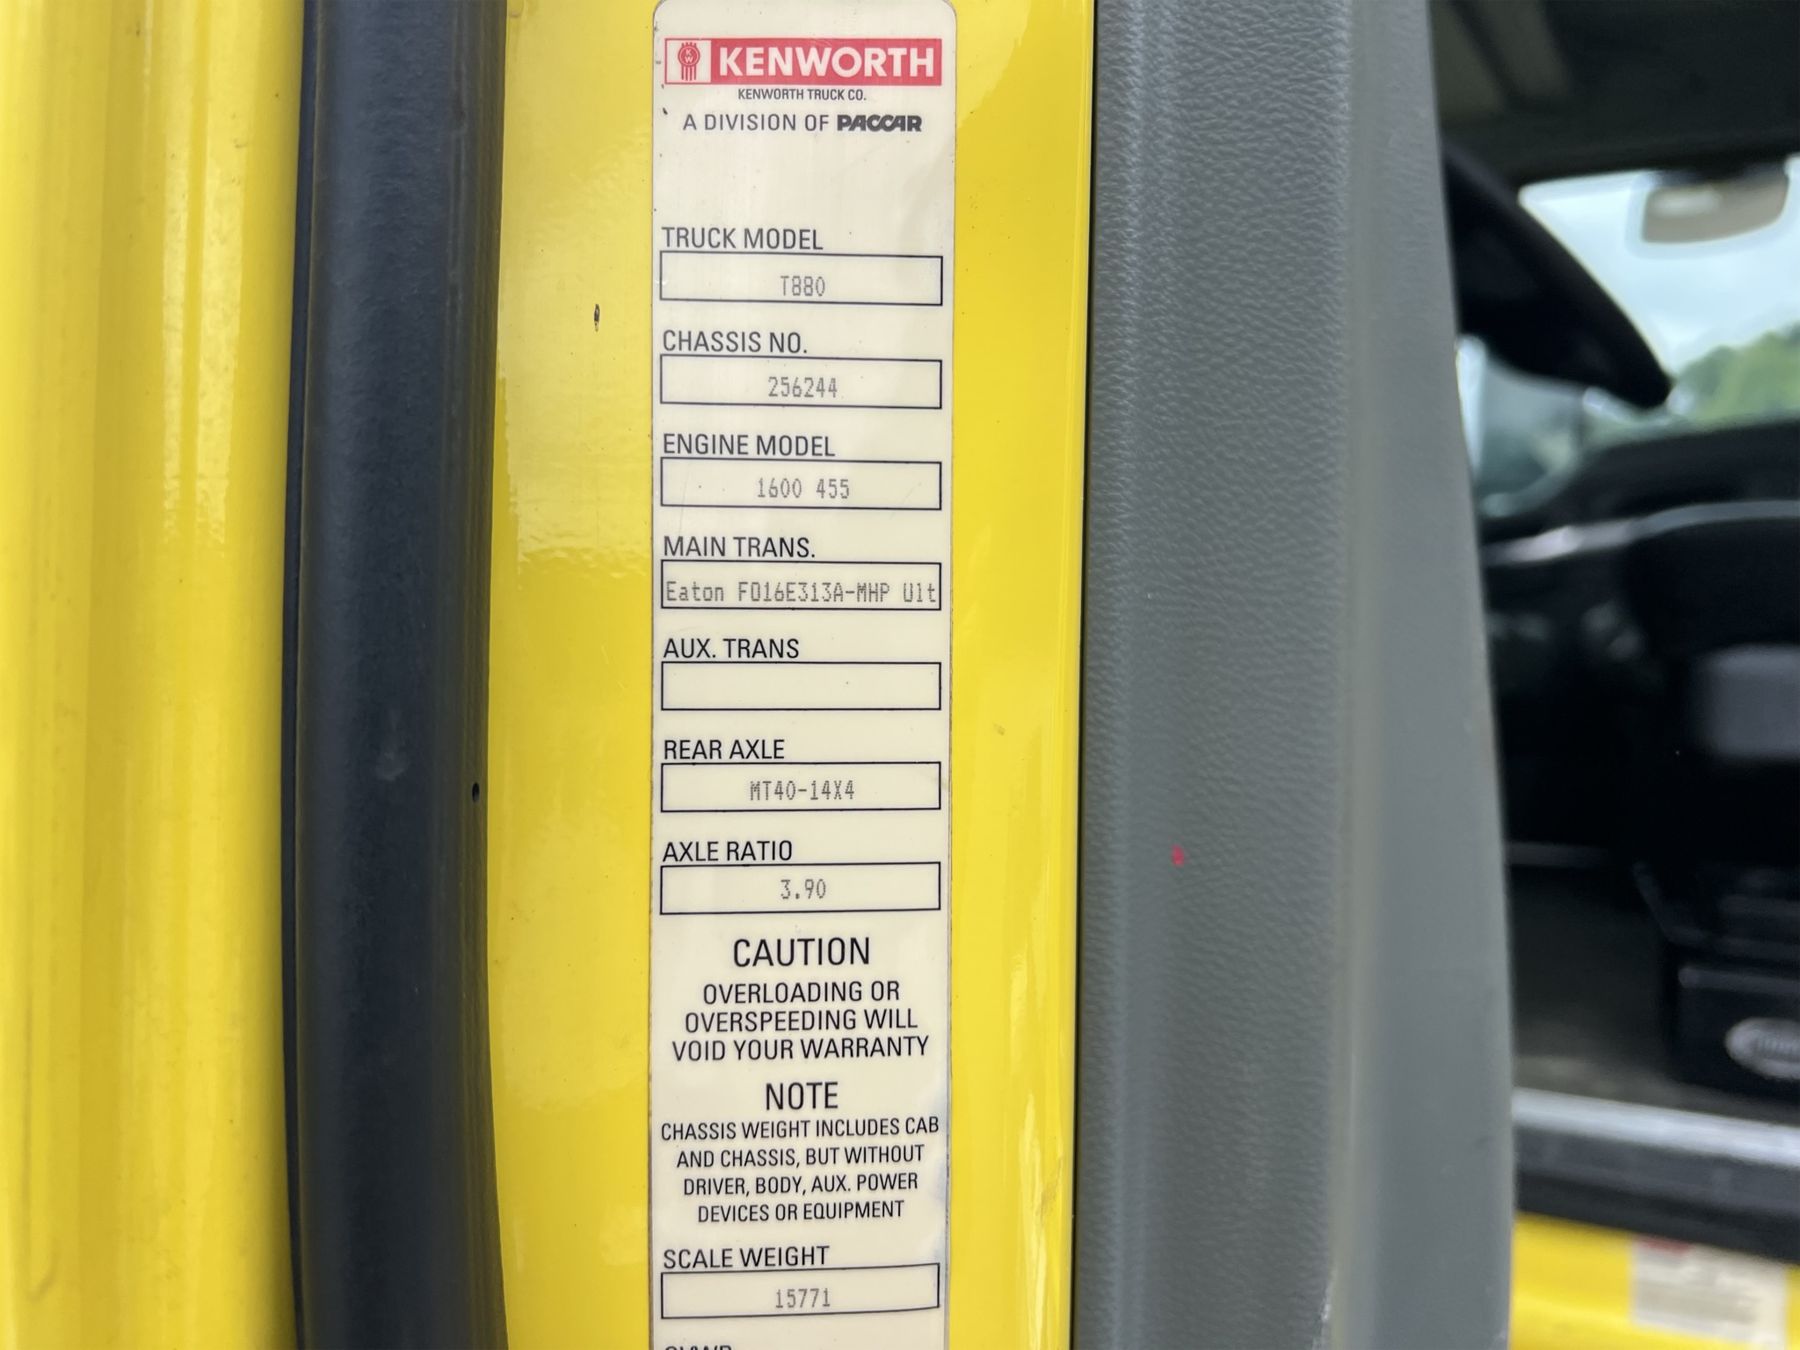 KENWORTH
KENWORTH TRUCK CO.
A DIVISION OF PACCAR
TRUCK MODEL
T880
CHASSIS NO.
256244
ENGINE MODEL
1600 455
MAIN TRANS.
Eaton FO16E313A-MHP Ult
AUX. TRANS
REAR AXLE
MT40-14X4
AXLE RATIO
3.90
CAUTION
OVERLOADING OR
OVERSPEEDING WILL
VOID YOUR WARRANTY
NOTE
CHASSIS WEIGHT INCLUDES CAB
AND CHASSIS, BUT WITHOUT
DRIVER, BODY, AUX. POWER
DEVICES OR EQUIPMENT
SCALE WEIGHT
15771